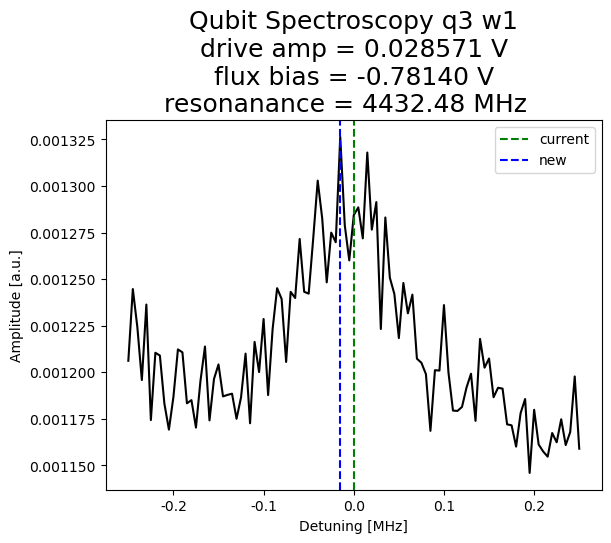 Qubit Spectroscopy q3 w1
drive amp = 0.028571 V
flux bias = -0.78140 V
resonanance = 4432.48 MHz
0.001325
0.001300
0.001275
0.001250
0.001225
0.001200
0.001175
0.001150
Amplitude [a.u.]
current
new
-0.2
-0.1
0.0
0.1
0.2
Detuning [MHz]